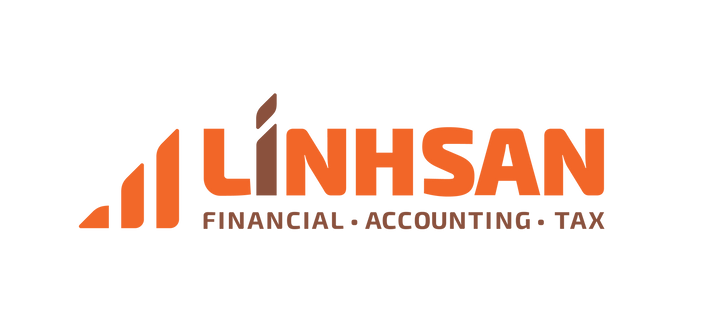 LiNHSAN
FINANCIAL • ACCOUNTING • TAX